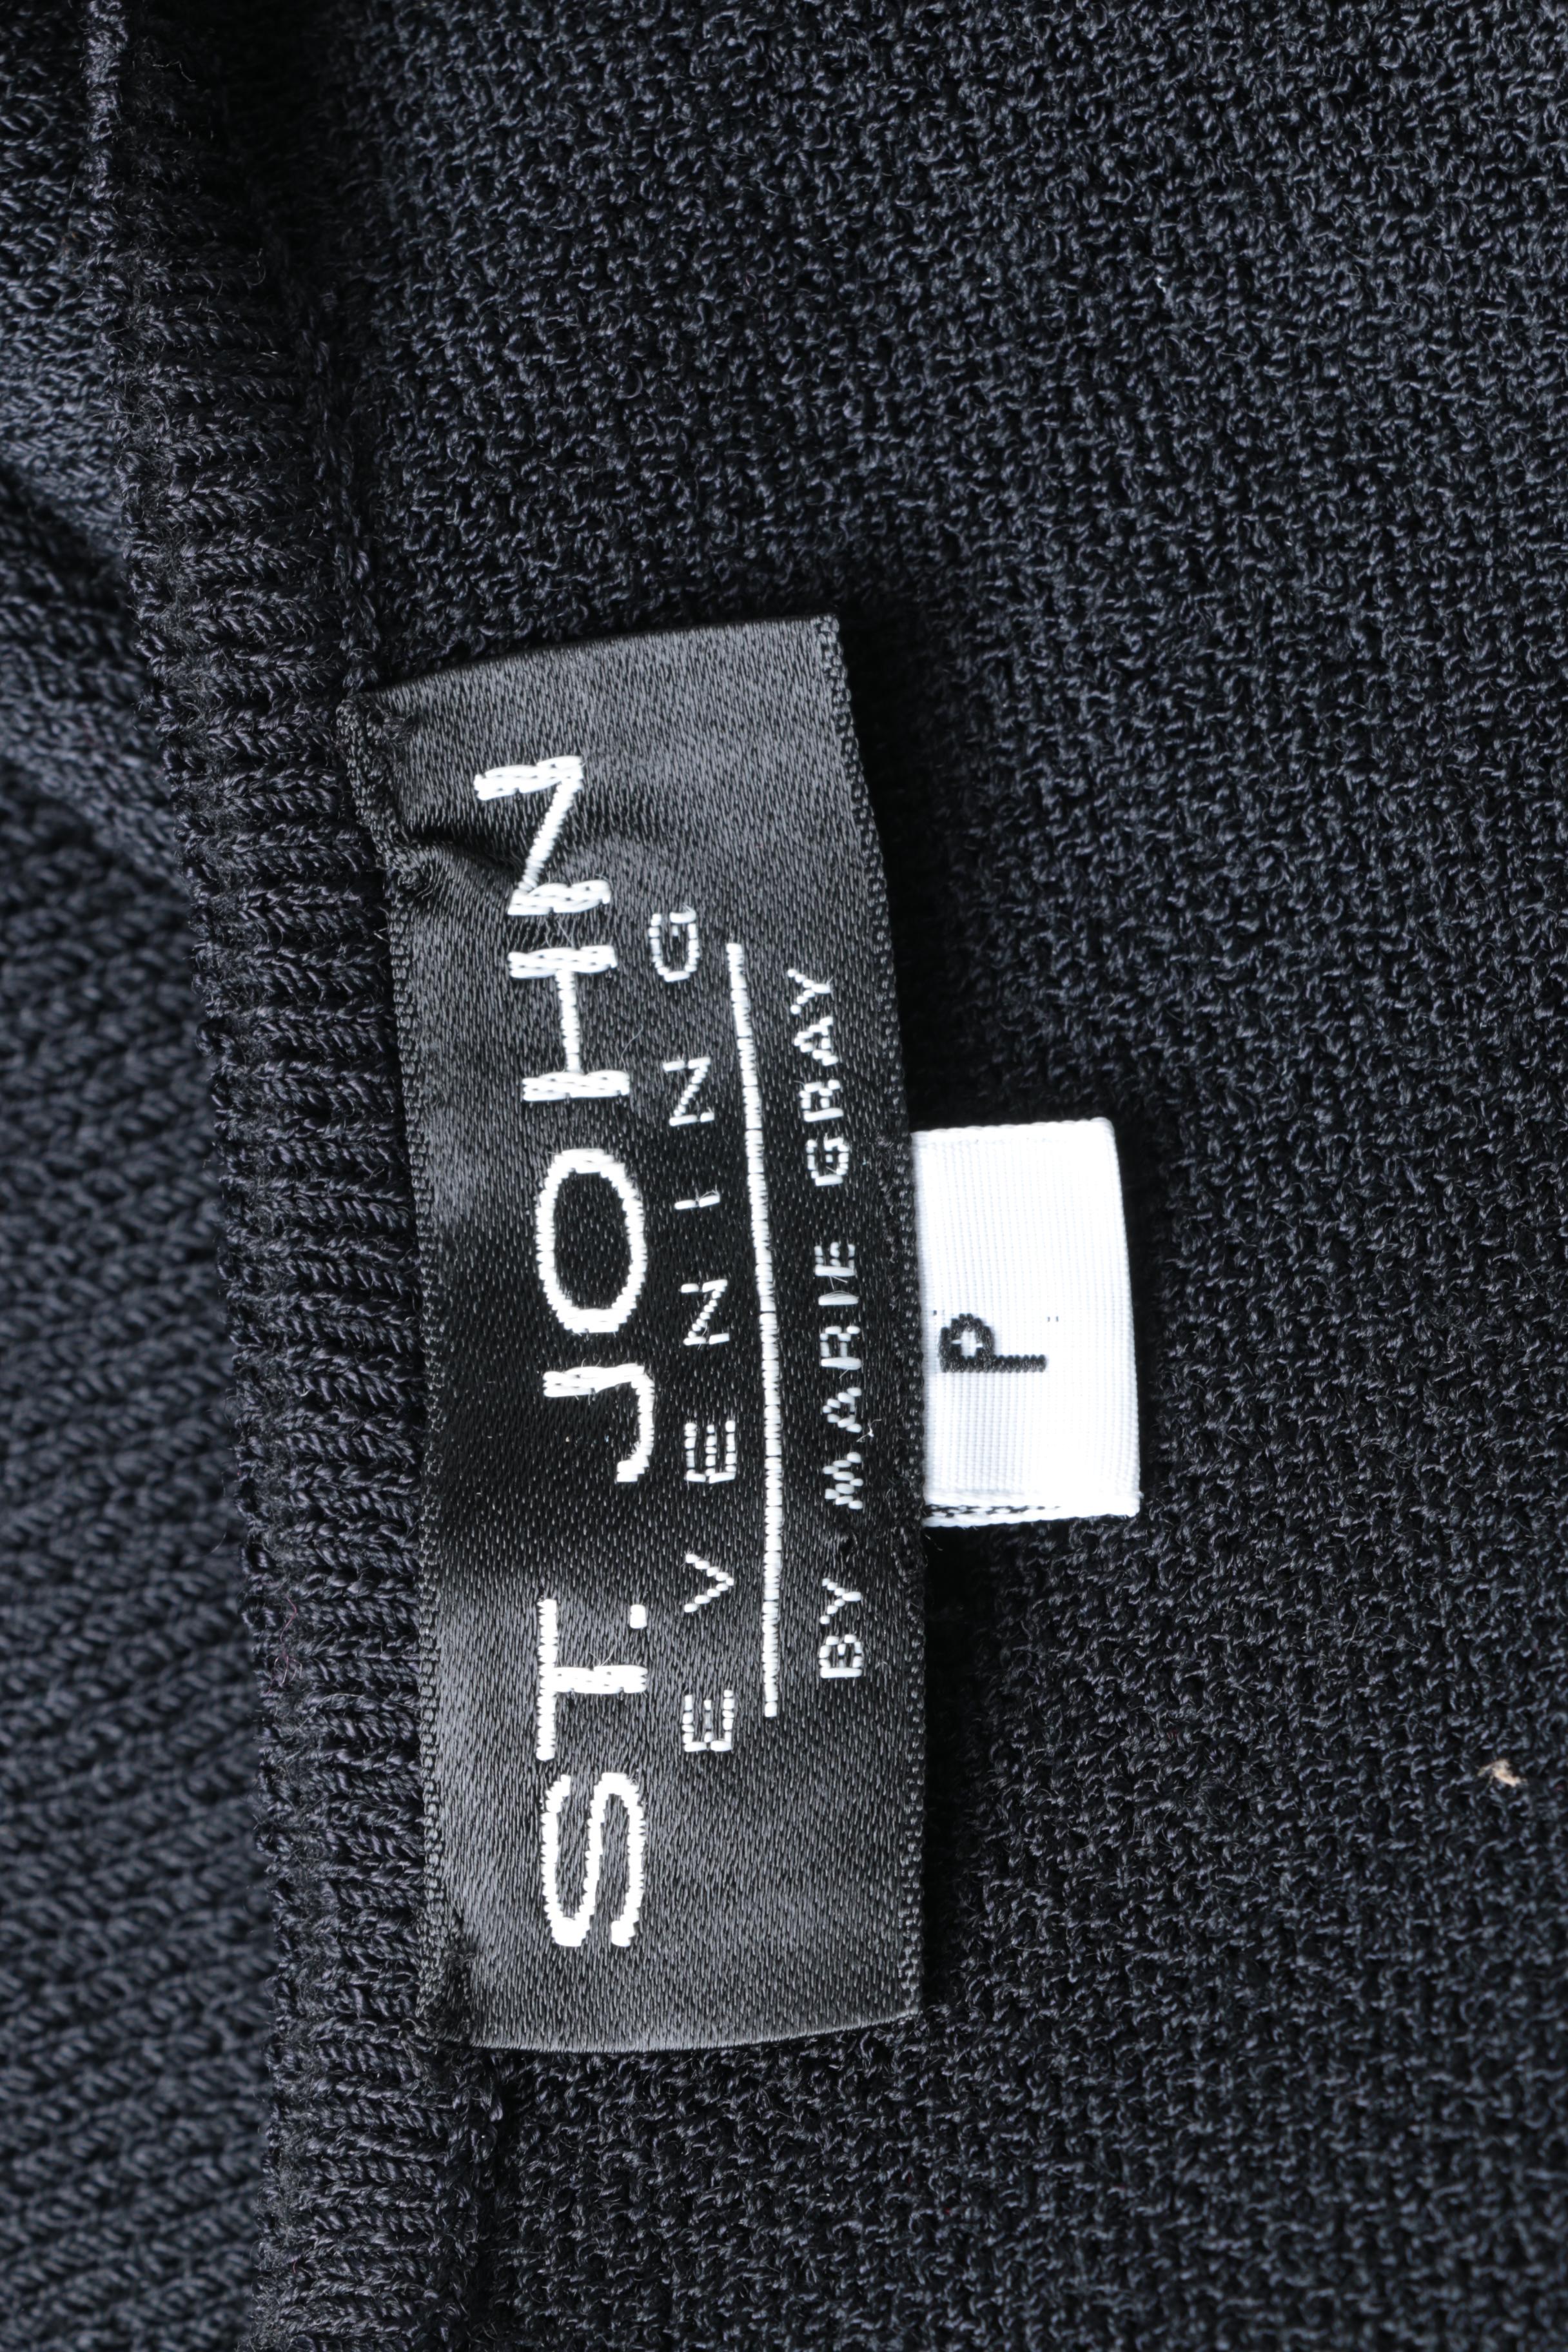 ST. JOHN
EVENING
BY MARIE GRAY
P